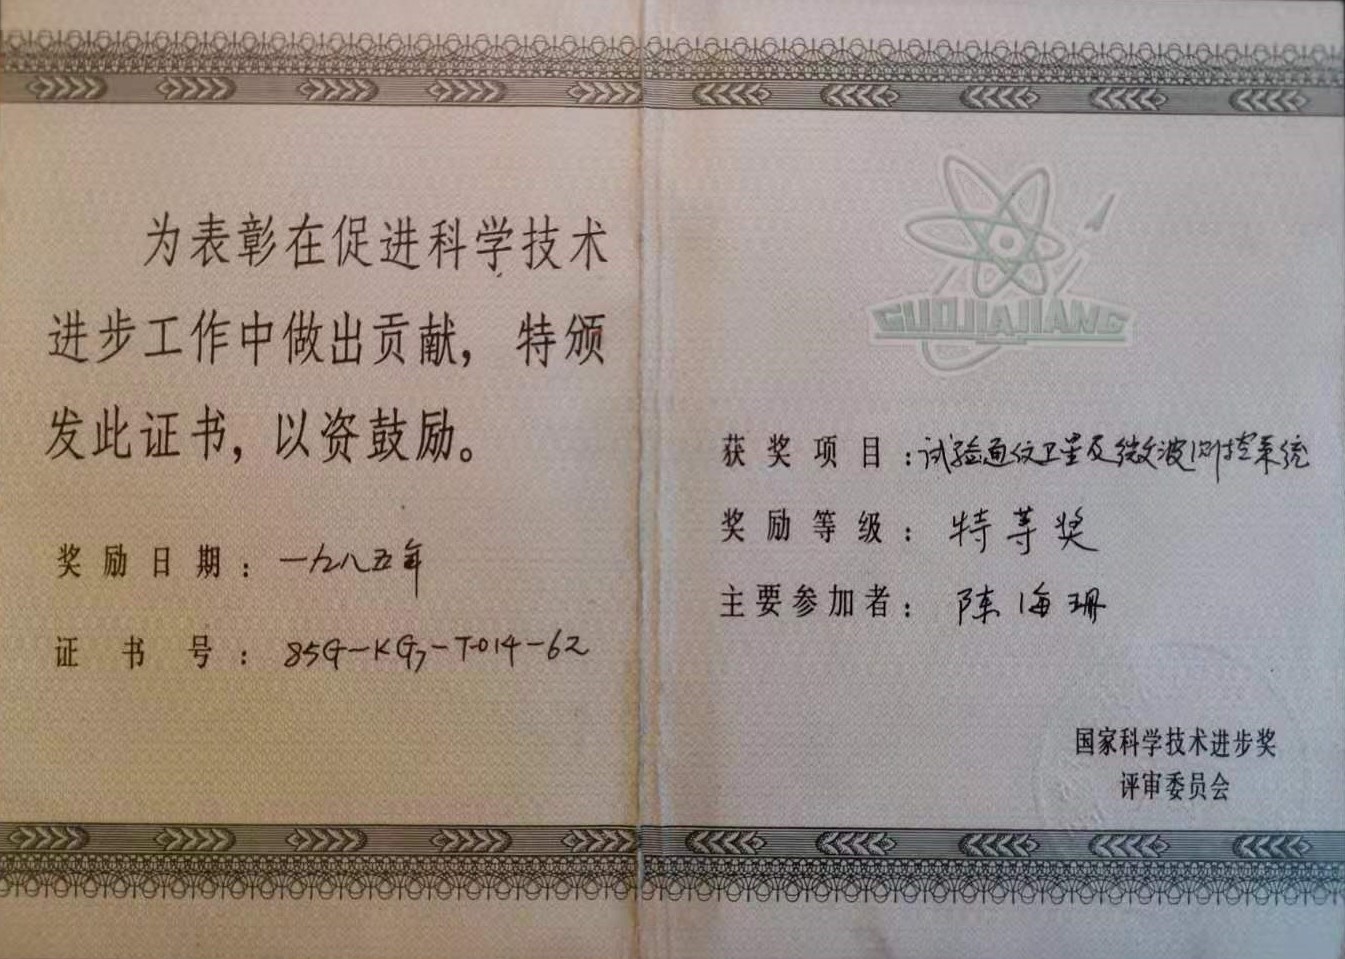 为表彰在促进科学技术
进步工作中做出贡献，特颁
发此证书，以资鼓励。
奖励日期：一九八五年
证书号：85G-KG₇-T-014-62
GUOJIAJIANG
获奖项目：试验通信卫星及微波测控系统
奖励等级：特等奖
主要参加者：陈海珊
国家科学技术进步奖
评审委员会